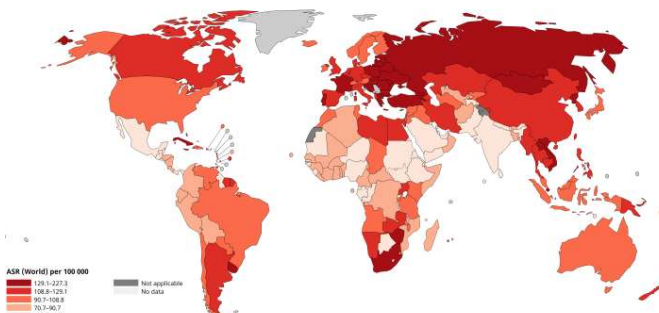 ASR (World) per 100 000
129.1–227.3
108.8–129.1
90.7–108.8
70.7–90.7
Not applicable
No data